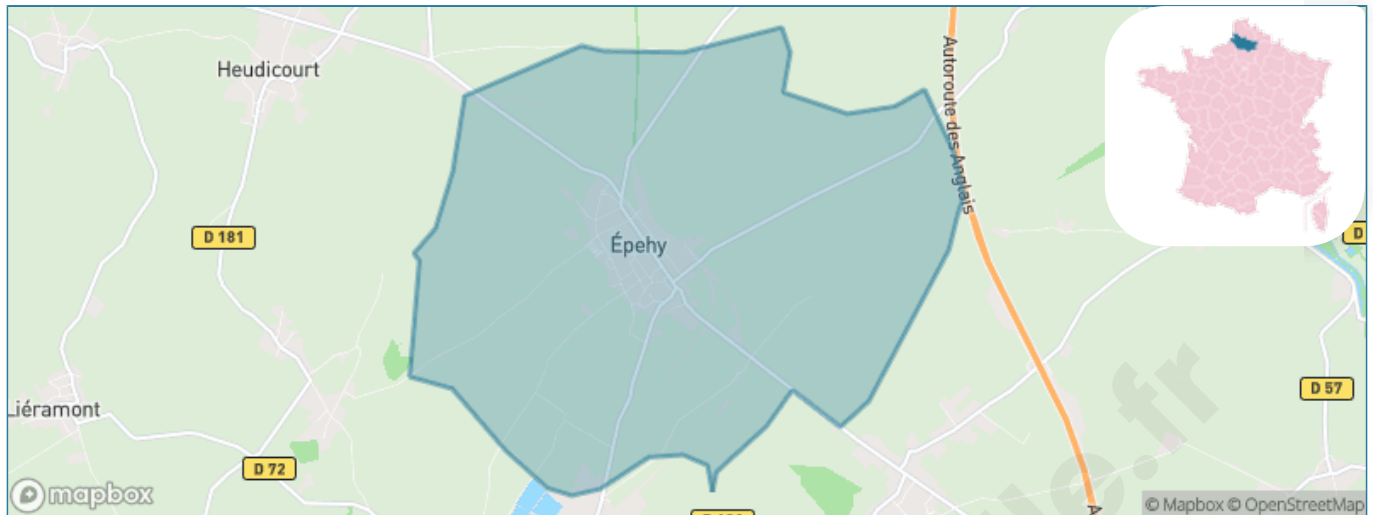 Heudicourt
Autoroute des Anglais
D 181
Épehy
D
Liéramont
D 57
D 72
mapbox
© Mapbox © OpenStreetMap